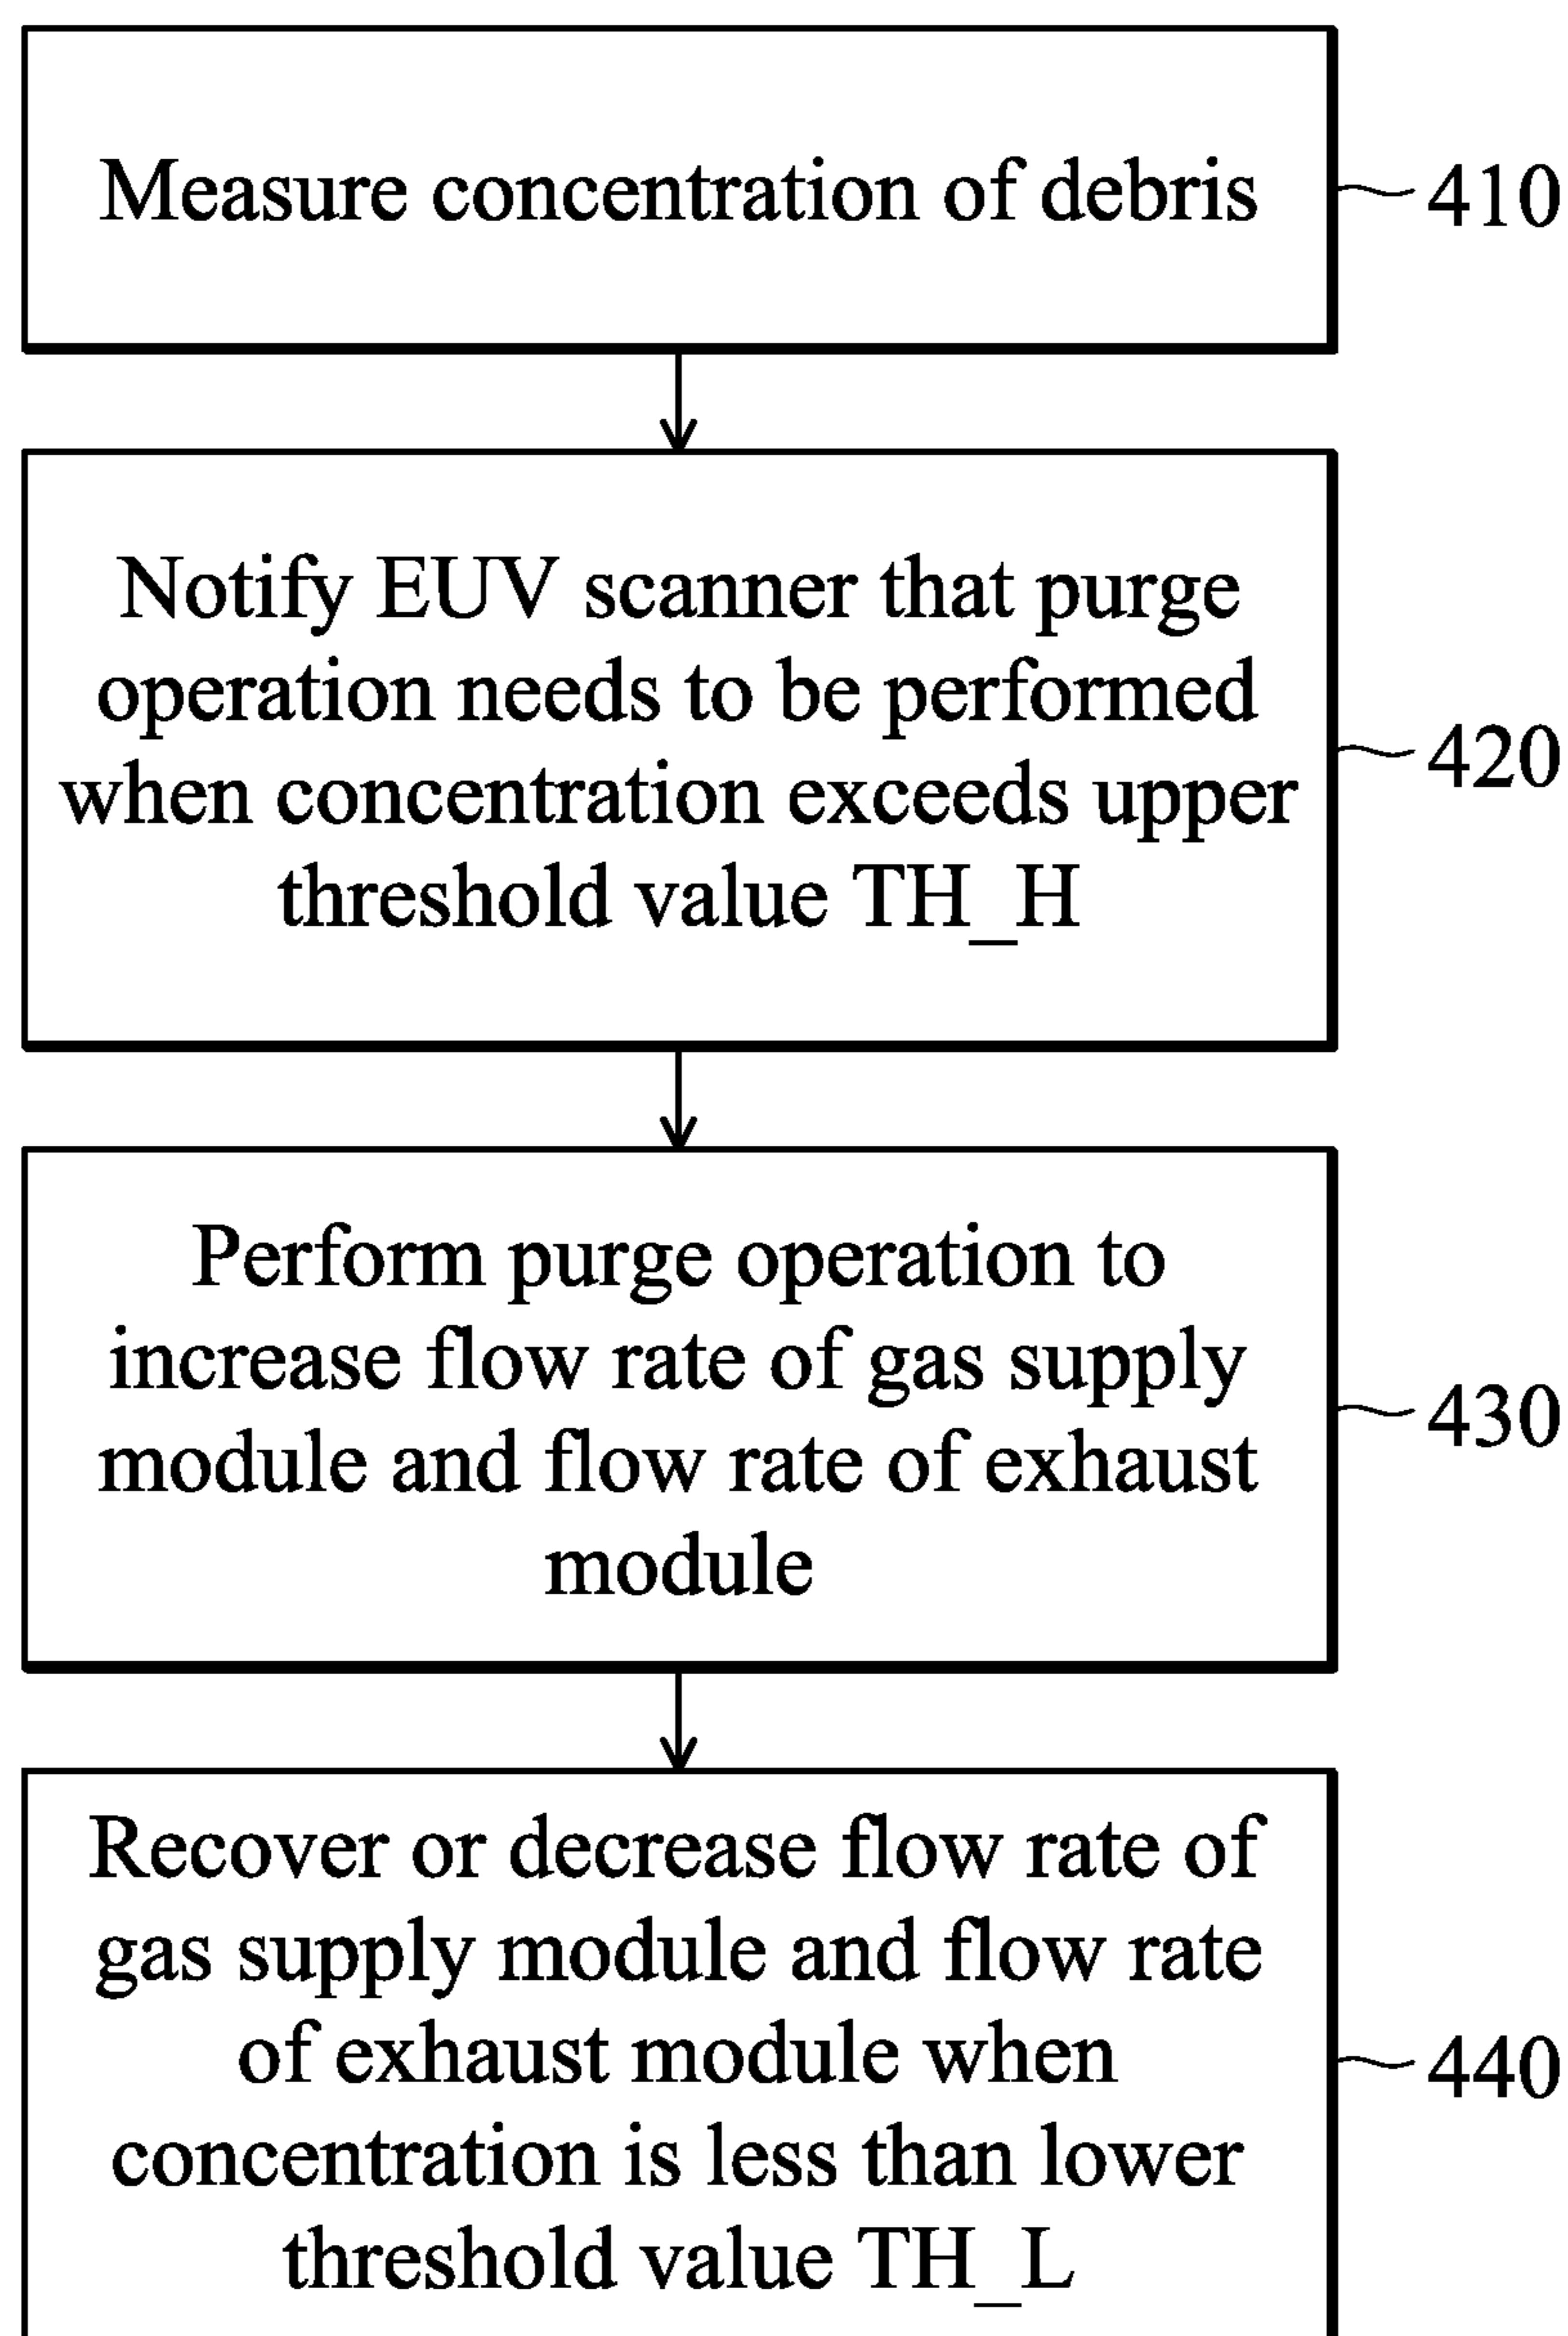 Measure concentration of debris
410
Notify EUV scanner that purge
operation needs to be performed
when concentration exceeds upper
threshold value TH_H
420
Perform purge operation to
increase flow rate of gas supply
module and flow rate of exhaust
module
430
Recover or decrease flow rate of
gas supply module and flow rate
of exhaust module when
concentration is less than lower
threshold value TH_L
440